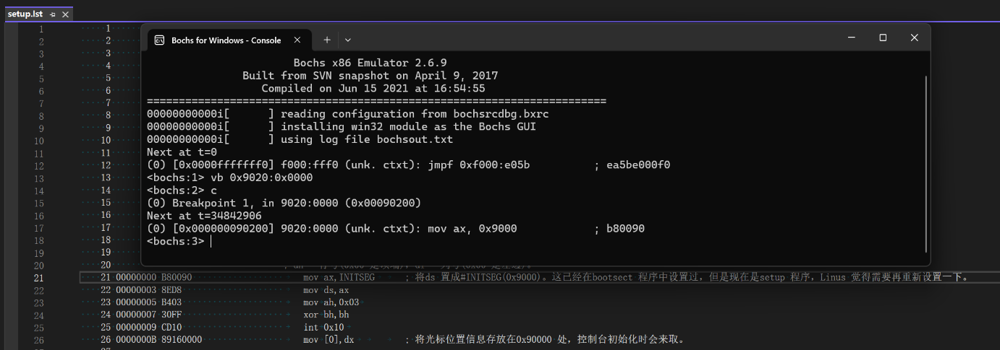 setup.lst
Bochs for Windows - Console
Bochs x86 Emulator 2.6.9
Built from SVN snapshot on April 9, 2017
Compiled on Jun 15 2021 at 16:54:55
========================================================================
00000000000i[      ] reading configuration from bochsrcdbg.bxrc
00000000000i[      ] installing win32 module as the Bochs GUI
00000000000i[      ] using log file bochsout.txt
Next at t=0
(0) [0x0000fffffff0] f000:fff0 (unk. ctxt): jmpf 0xf000:e05b          ; ea5be000f0
<bochs:1> vb 0x9020:0x0000
<bochs:2> c
(0) Breakpoint 1, in 9020:0000 (0x00090200)
Next at t=34842906
(0) [0x000000090200] 9020:0000 (unk. ctxt): mov ax, 0x9000            ; b80090
<bochs:3>
1 1
2 2
3 3
4 4
5 5
6 6
7 7
8 8
9 9
10 10
11 11
12 12
13 13
14 14
15 15
16 16
17 17
18 18
19 19
20 20
21 21 00000000 B80090 mov ax,INITSEG ; 将ds 置成#INITSEG(0x9000)。这已经在bootsect 程序中设置过，但是现在是setup 程序，Linus 觉得需要再重新设置一下。
22 22 00000003 8ED8 mov ds,ax
23 23 00000005 B403 mov ah,0x03
24 24 00000007 30FF xor bh,bh
25 25 00000009 CD10 int 0x10
26 26 0000000B 89160000 mov [0],dx ; 将光标位置信息存放在0x90000 处，控制台初始化时会来取。